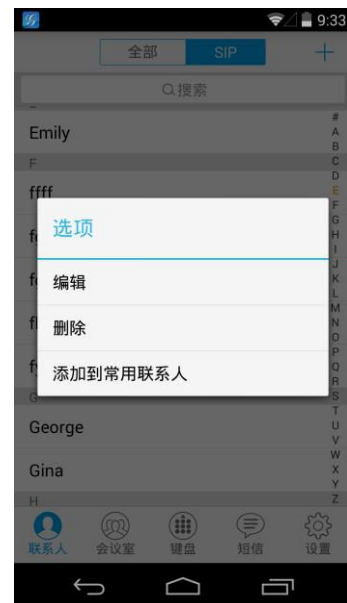 9:33
全部 SIP
搜索
Emily
F
ffff
选项
编辑
删除
添加到常用联系人
G
George
Gina
H
#
A
B
C
D
E
F
G
H
I
J
K
L
M
N
O
P
Q
R
S
T
U
V
W
X
Y
Z
联系人 会议室 键盘 短信 设置